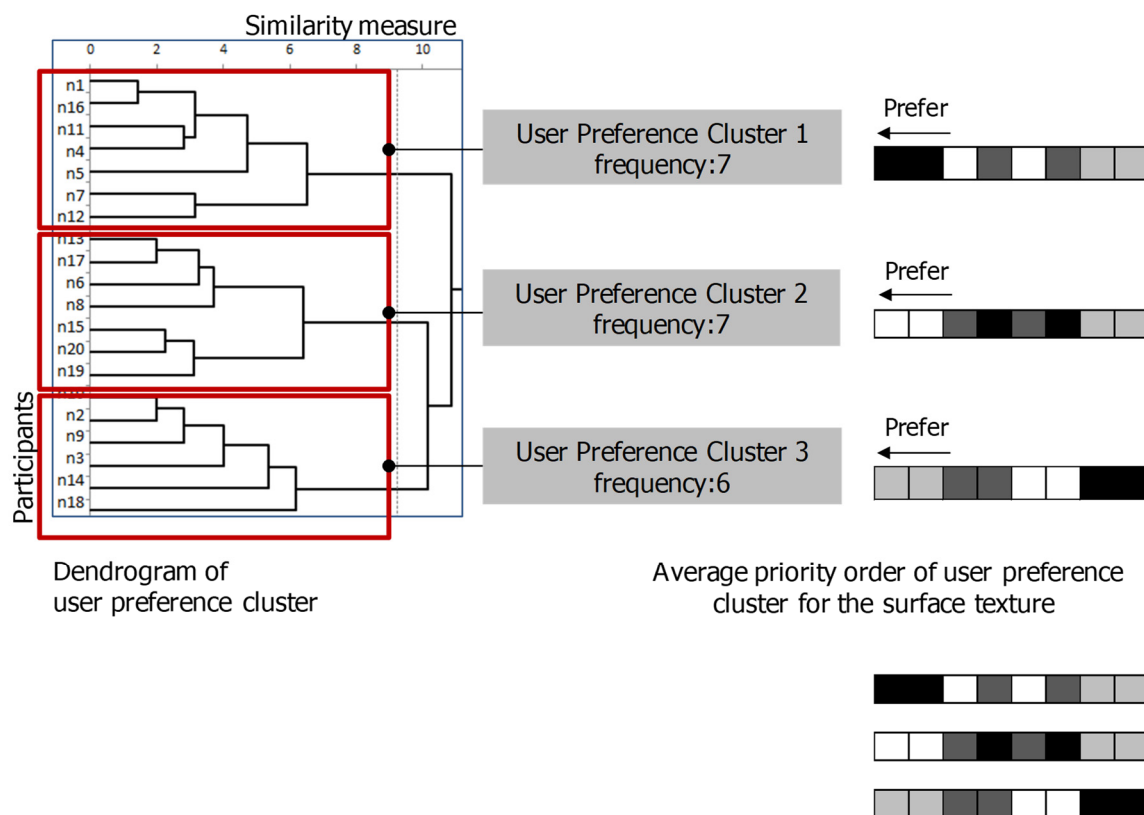 Similarity measure
0 2 4 6 8 10
n1
n16
n11
n4
n5
n7
n12
n13
n17
n6
n8
n15
n20
n19
n2
n9
n3
n14
n18
Participants
User Preference Cluster 1
frequency:7
User Preference Cluster 2
frequency:7
User Preference Cluster 3
frequency:6
Prefer
Prefer
Prefer
Dendrogram of
user preference cluster
Average priority order of user preference
cluster for the surface texture